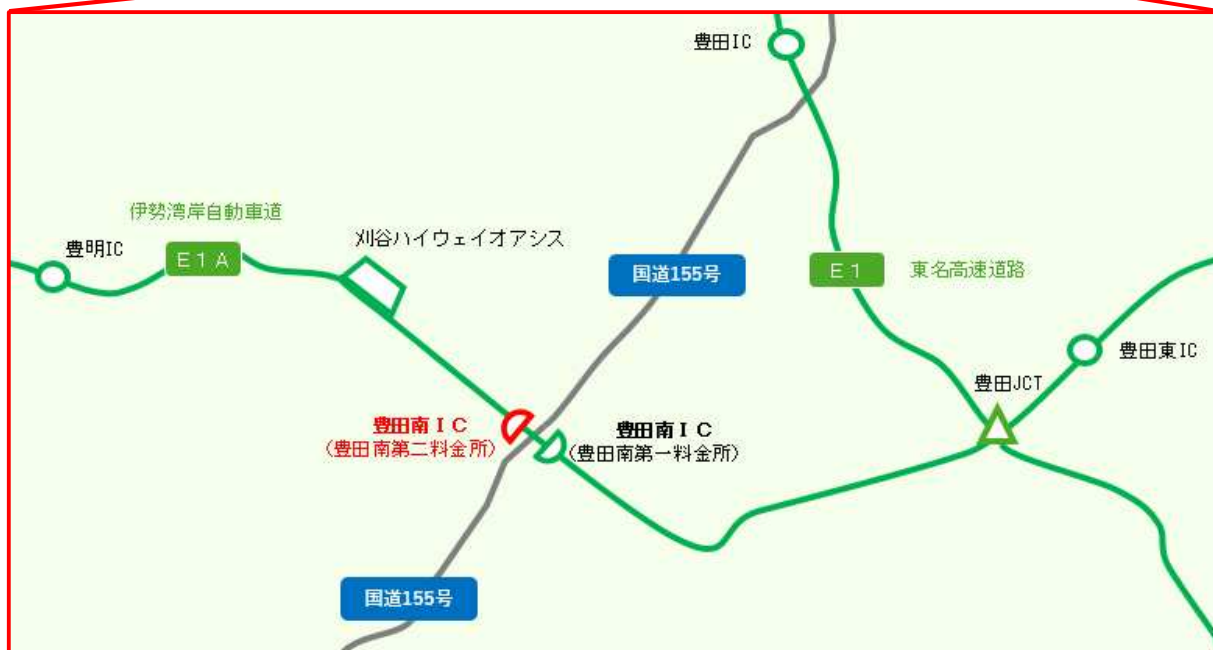 豊田IC
伊勢湾岸自動車道
豊明IC
E1A
刈谷ハイウェイオアシス
国道155号
E1
東名高速道路
豊田東IC
豊田JCT
豊田南IC
(豊田南第二料金所)
豊田南IC
(豊田南第一料金所)
国道155号